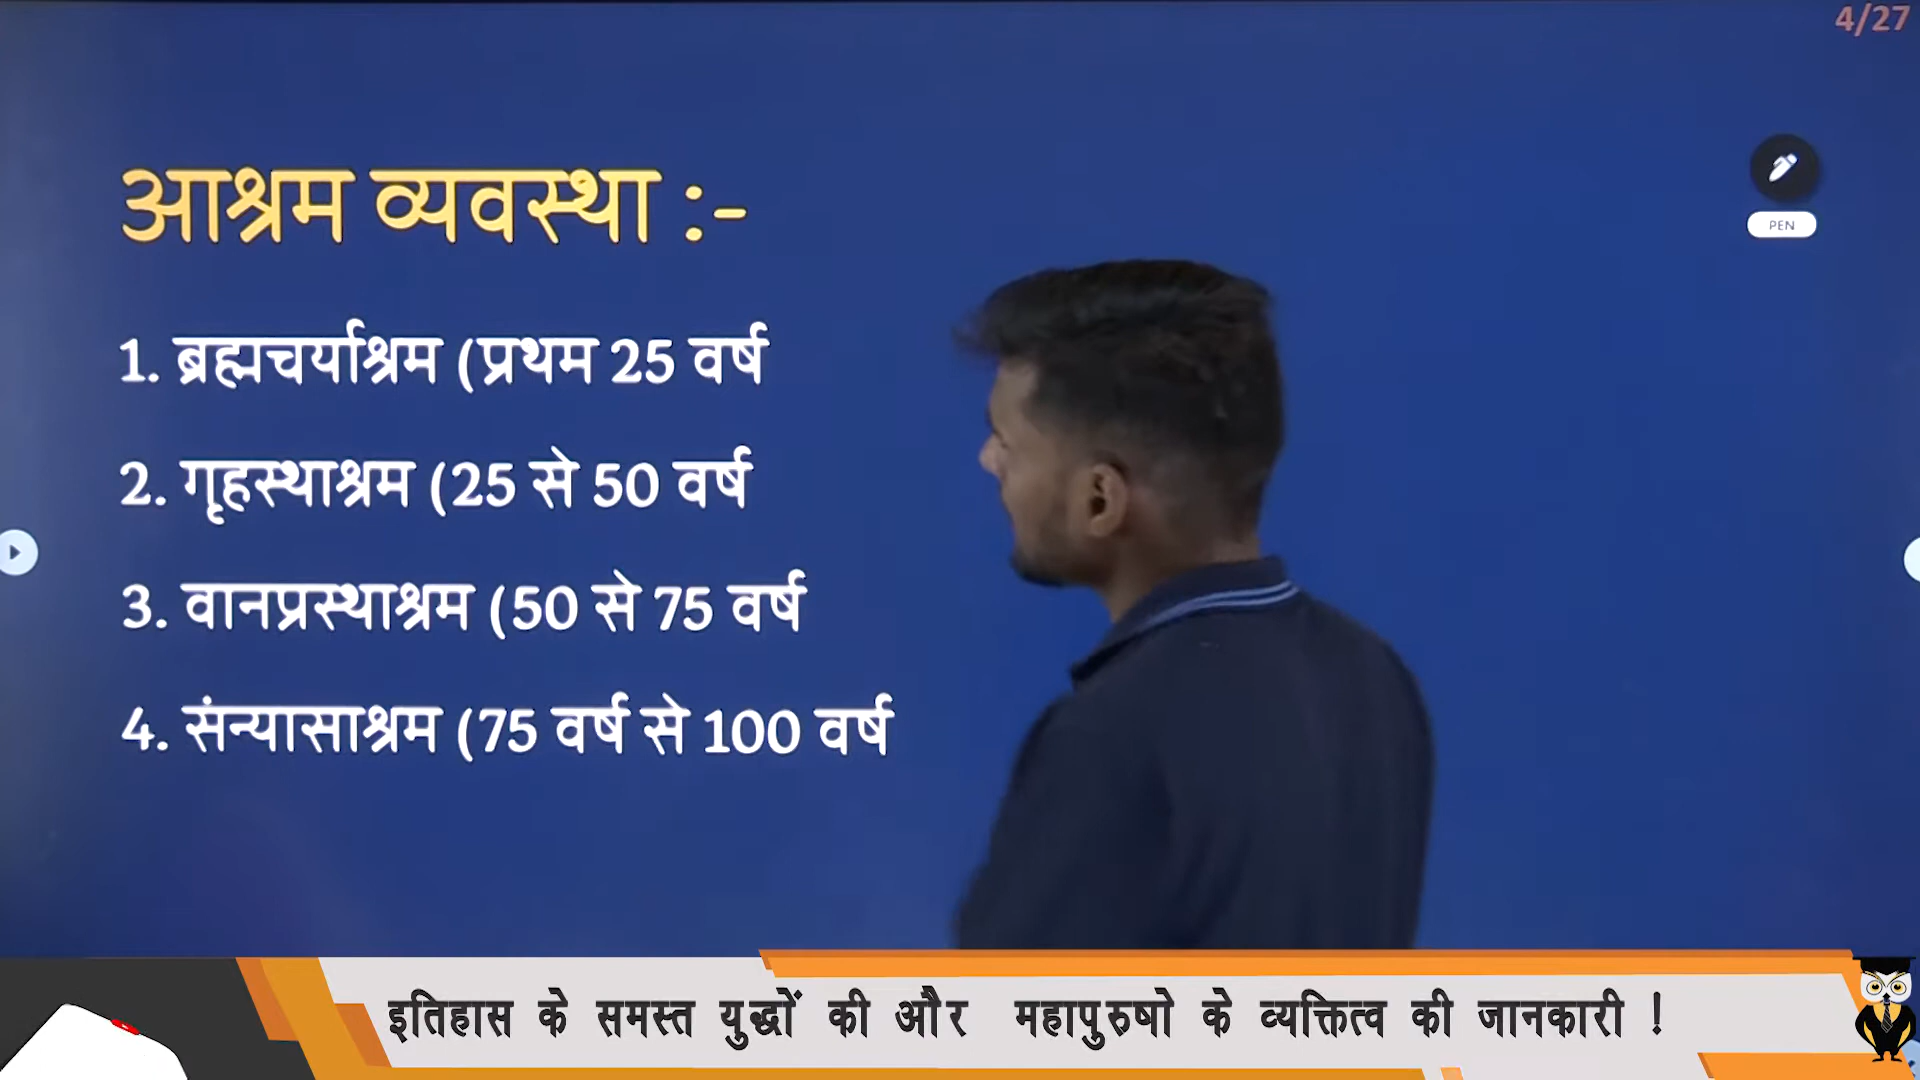 4/27
आश्रम व्यवस्था :-
PEN
1. ब्रह्मचर्याश्रम (प्रथम 25 वर्ष
2. गृहस्थाश्रम (25 से 50 वर्ष
3. वानप्रस्थाश्रम (50 से 75 वर्ष
4. संन्यासाश्रम (75 वर्ष से 100 वर्ष
इतिहास के समस्त युद्धों की और महापुरुषो के व्यक्तित्व की जानकारी !